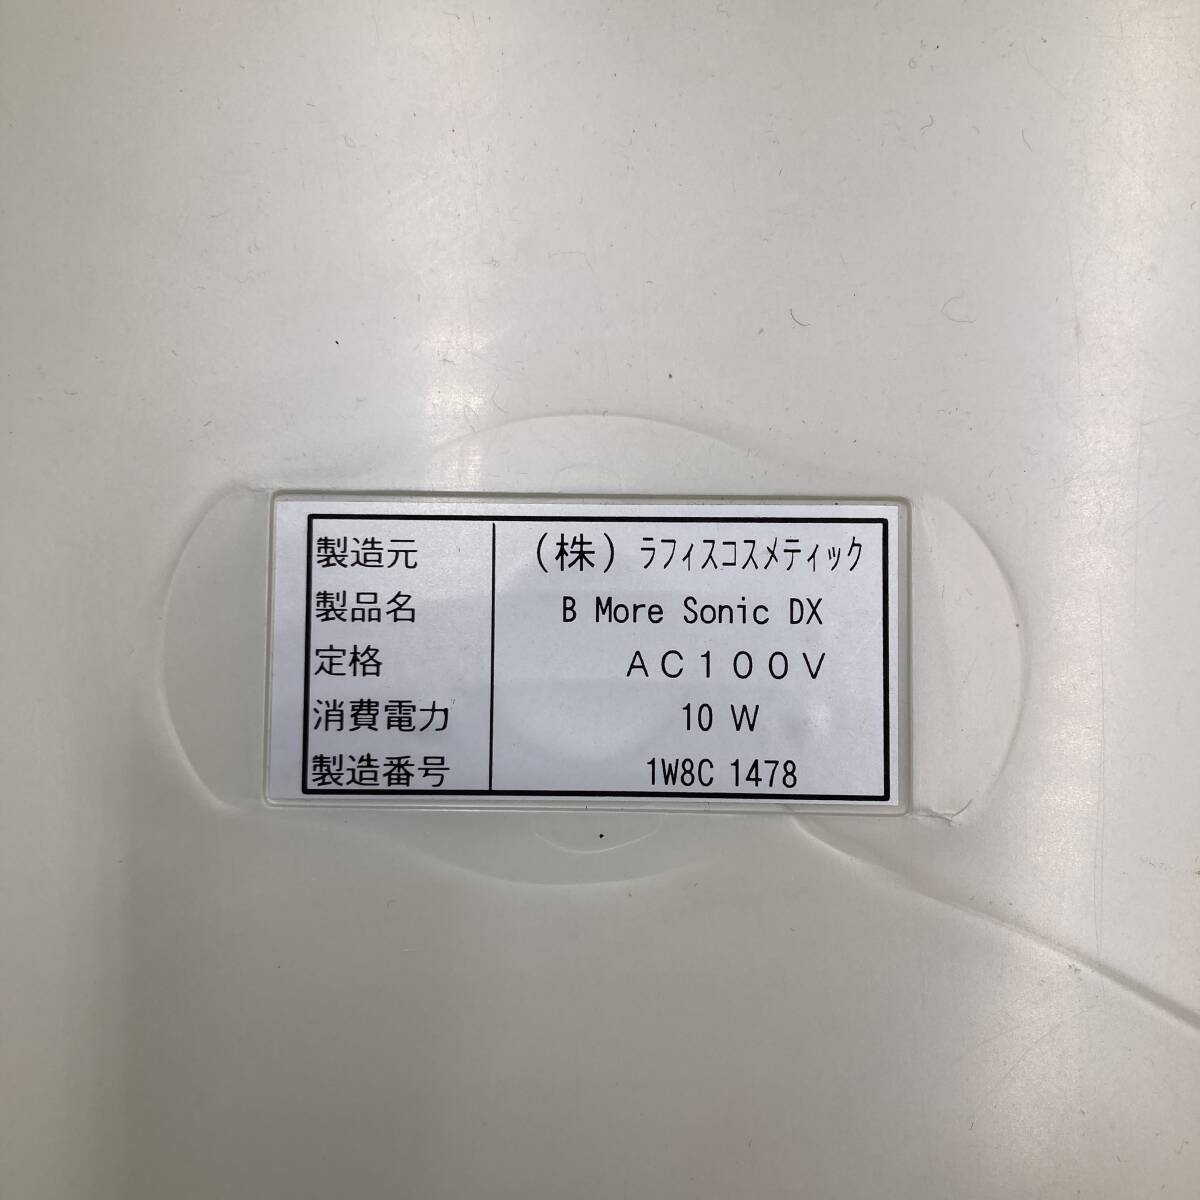 製造元 (株)ラフィスコスメティック
製品名 B More Sonic DX
定格 AC100V
消費電力 10 W
製造番号 1W8C 1478